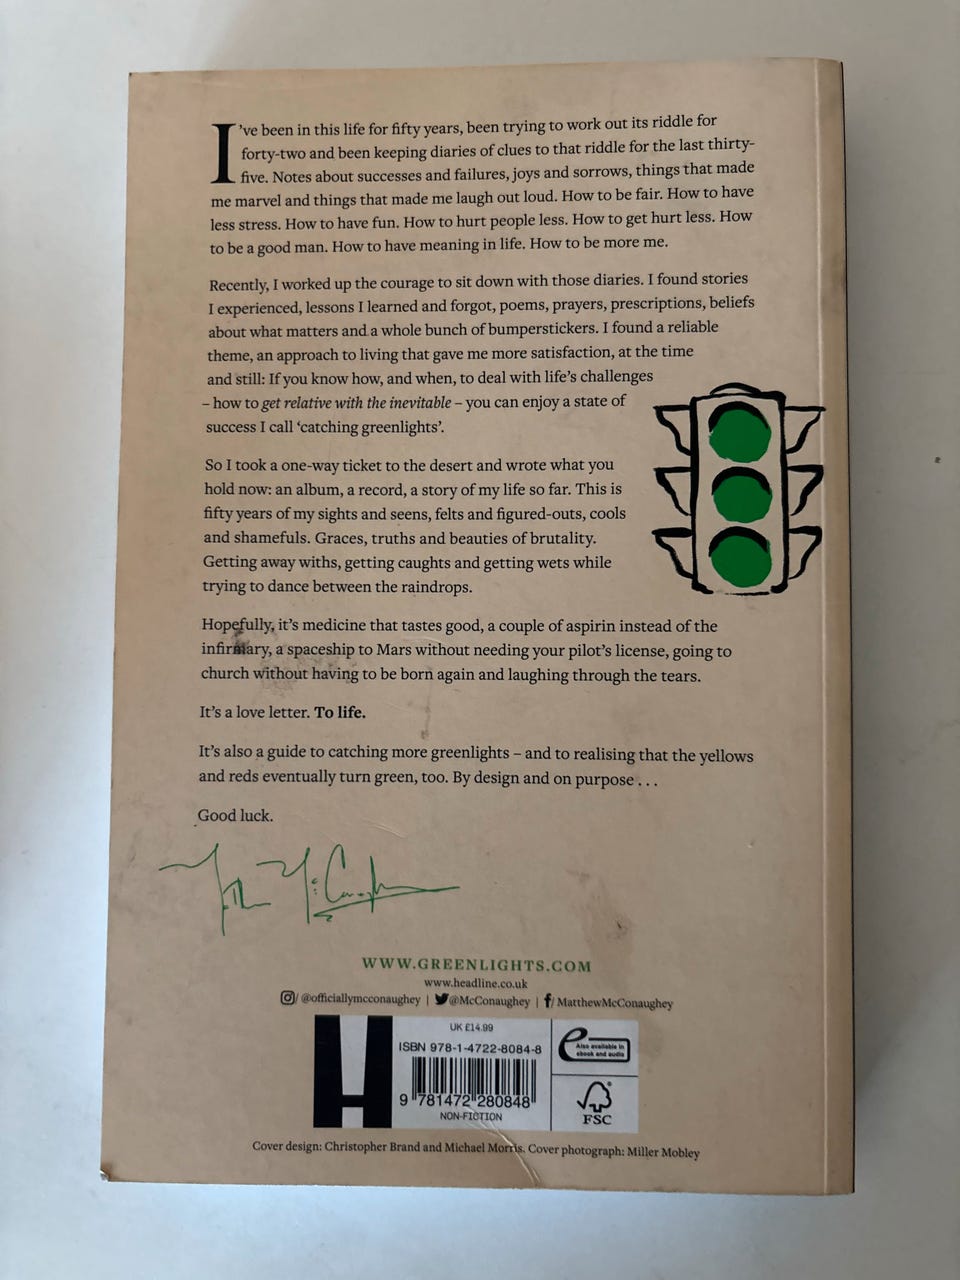 I've been in this life for fifty years, been trying to work out its riddle for
forty-two and been keeping diaries of clues to that riddle for the last thirty-
five. Notes about successes and failures, joys and sorrows, things that made
me marvel and things that made me laugh out loud. How to be fair. How to have
less stress. How to have fun. How to hurt people less. How to get hurt less. How
to be a good man. How to have meaning in life. How to be more me.
Recently, I worked up the courage to sit down with those diaries. I found stories
I experienced, lessons I learned and forgot, poems, prayers, prescriptions, beliefs
about what matters and a whole bunch of bumperstickers. I found a reliable
theme, an approach to living that gave me more satisfaction, at the time
and still: If you know how, and when, to deal with life's challenges
– how to get relative with the inevitable – you can enjoy a state of
success I call 'catching greenlights'.
So I took a one-way ticket to the desert and wrote what you
hold now: an album, a record, a story of my life so far. This is
fifty years of my sights and seens, felts and figured-outs, cools
and shamefuls. Graces, truths and beauties of brutality.
Getting away withs, getting caughts and getting wets while
trying to dance between the raindrops.
Hopefully, it's medicine that tastes good, a couple of aspirin instead of the
infirmary, a spaceship to Mars without needing your pilot's license, going to
church without having to be born again and laughing through the tears.
It's a love letter. To life.
It's also a guide to catching more greenlights – and to realising that the yellows
and reds eventually turn green, too. By design and on purpose . . .
Good luck.
WWW.GREENLIGHTS.COM
www.headline.co.uk
/ @officiallymcconaughey | @McConaughey | f/ MatthewMcConaughey
H
UK £14.99
ISBN 978-1-4722-8084-8
9 781472 280848
NON-FICTION
e
Also available in
ebook and audio
FSC
Cover design: Christopher Brand and Michael Morris. Cover photograph: Miller Mobley